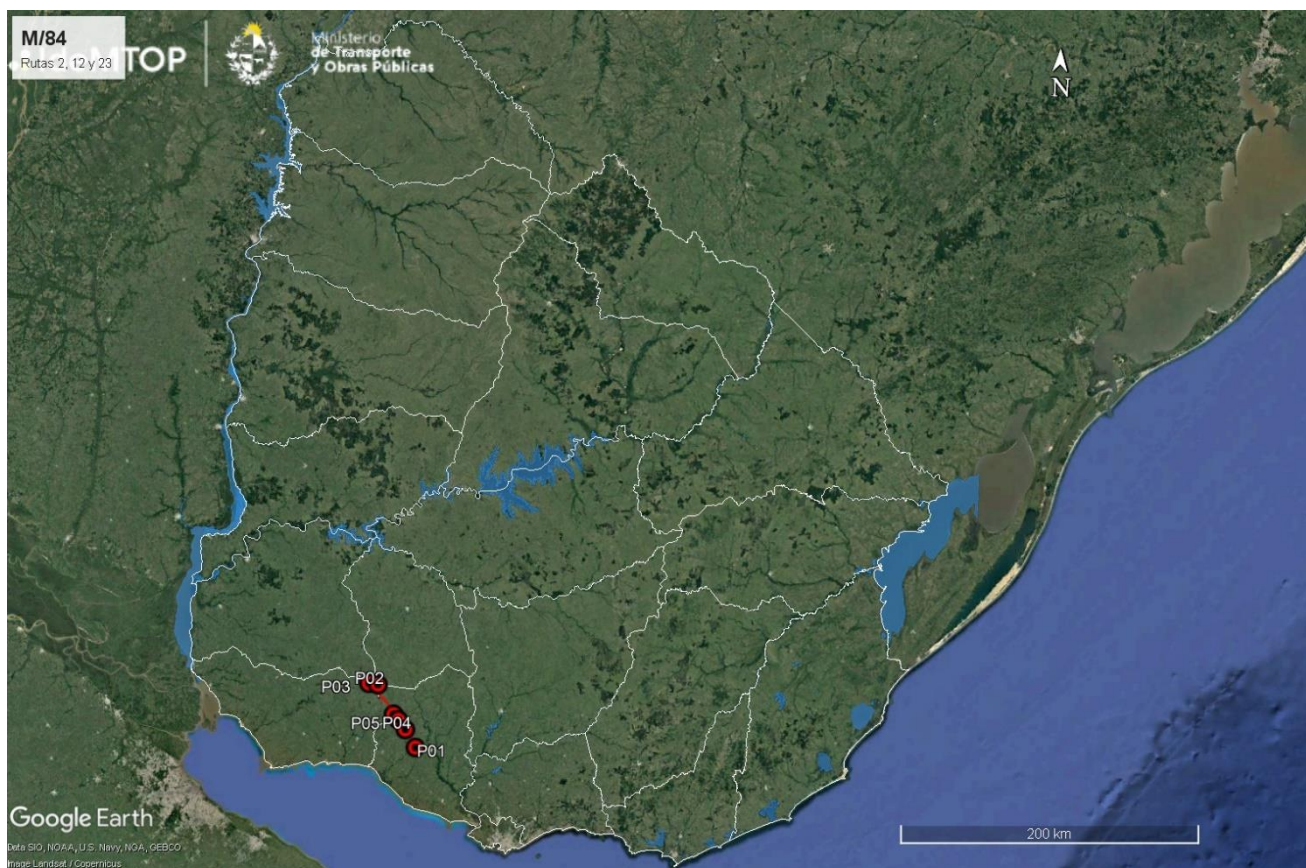 M/84
Rutas 2, 12 y 23
MTOP
Ministerio
de Transporte
y Obras Públicas
N
P02
P03
P05
P04
P01
Google Earth
200 km
Data SIO, NOAA, U.S. Navy, NGA, GEBCO
Image Landsat / Copernicus